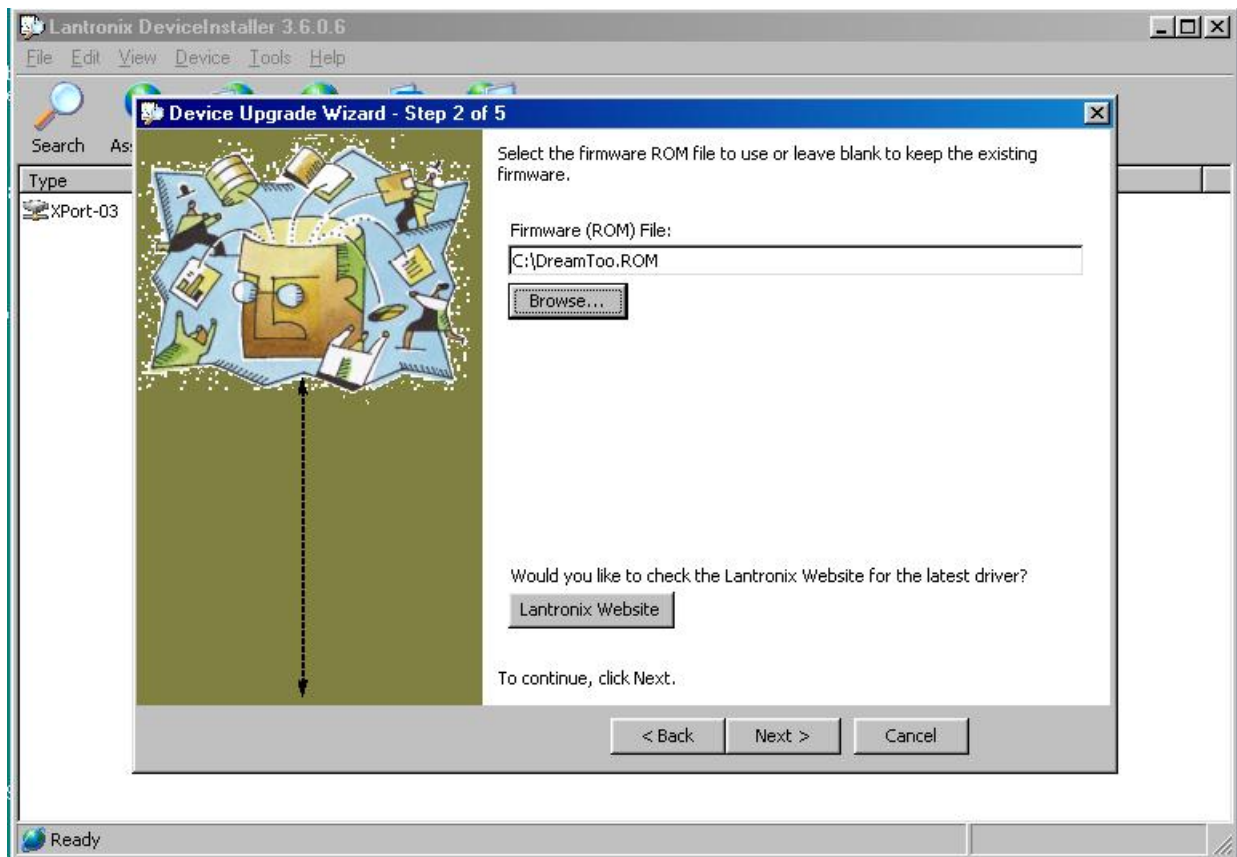 Lantronix DeviceInstaller 3.6.0.6
File Edit View Device Tools Help
Search
Type
XPort-03
Device Upgrade Wizard - Step 2 of 5
Select the firmware ROM file to use or leave blank to keep the existing
firmware.
Firmware (ROM) File:
C:\DreamToo.ROM
Browse...
Would you like to check the Lantronix Website for the latest driver?
Lantronix Website
To continue, click Next.
< Back Next > Cancel
Ready